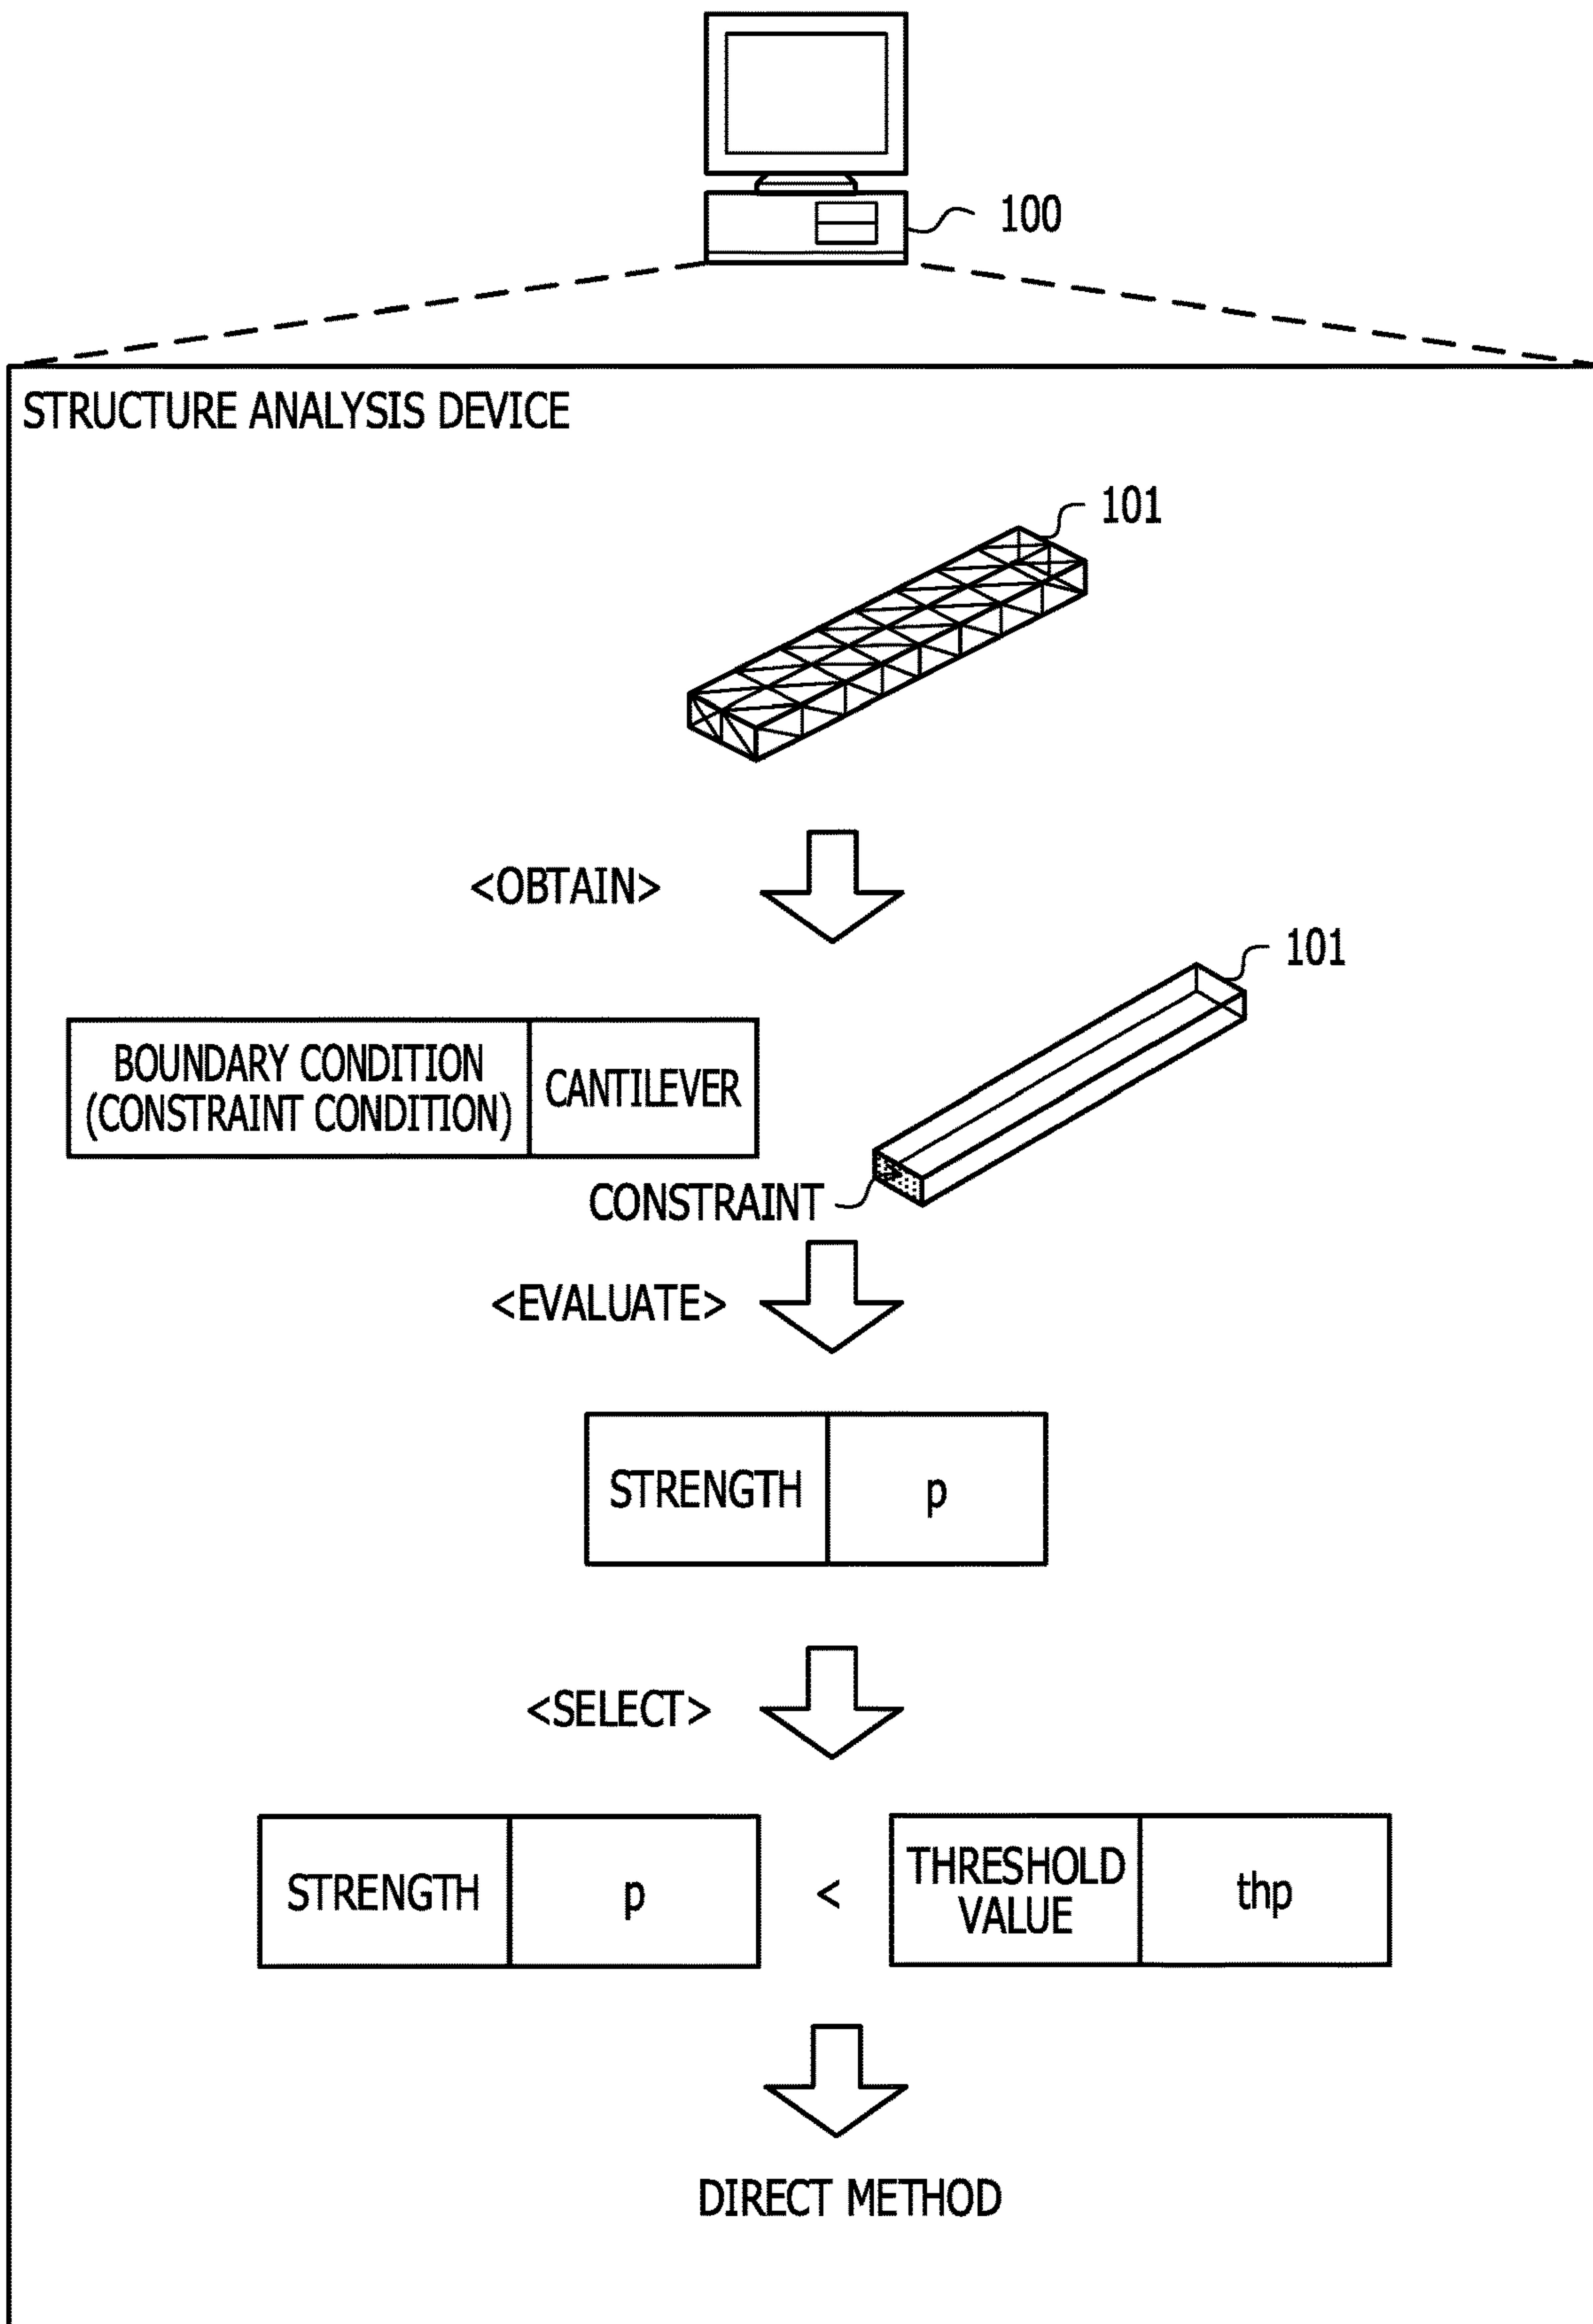 100
STRUCTURE ANALYSIS DEVICE
101
<OBTAIN>
101
BOUNDARY CONDITION
(CONSTRAINT CONDITION)
CANTILEVER
CONSTRAINT
<EVALUATE>
STRENGTH
p
<SELECT>
STRENGTH
p
<
THRESHOLD
VALUE
thp
DIRECT METHOD